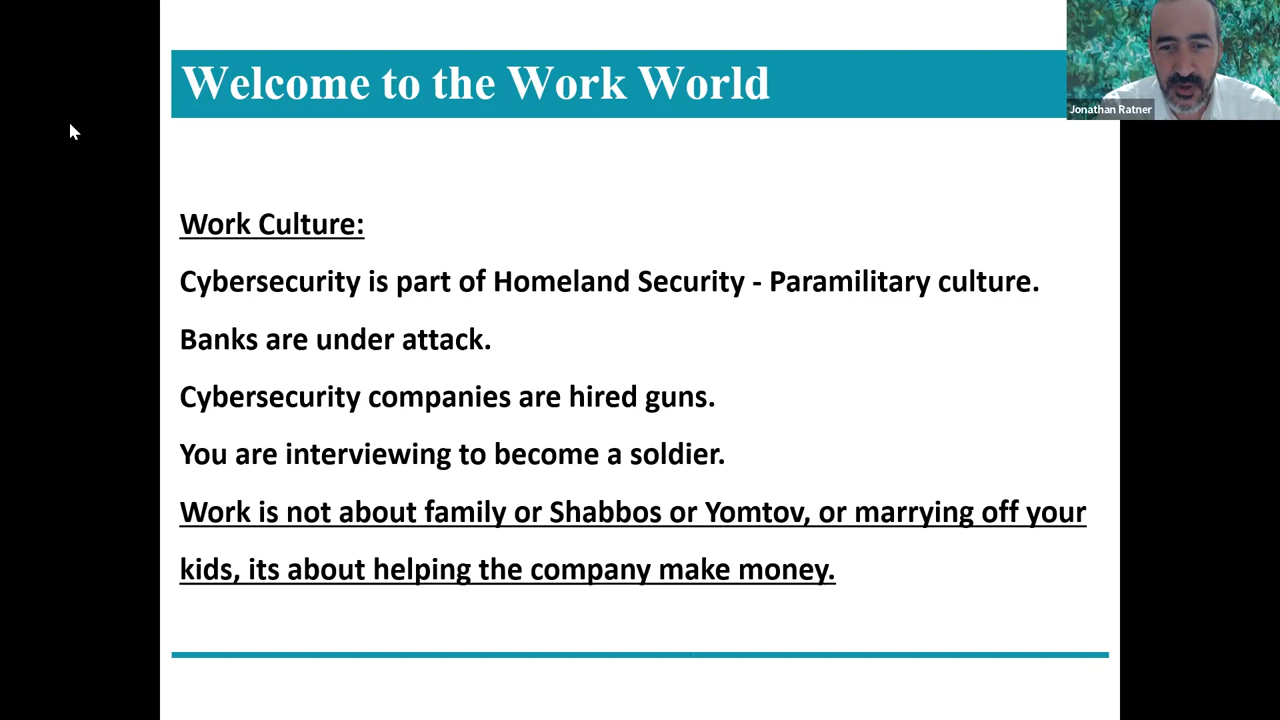 Welcome to the Work World
Jonathan Ratner
Work Culture:
Cybersecurity is part of Homeland Security - Paramilitary culture.
Banks are under attack.
Cybersecurity companies are hired guns.
You are interviewing to become a soldier.
Work is not about family or Shabbos or Yomtov, or marrying off your
kids, its about helping the company make money.